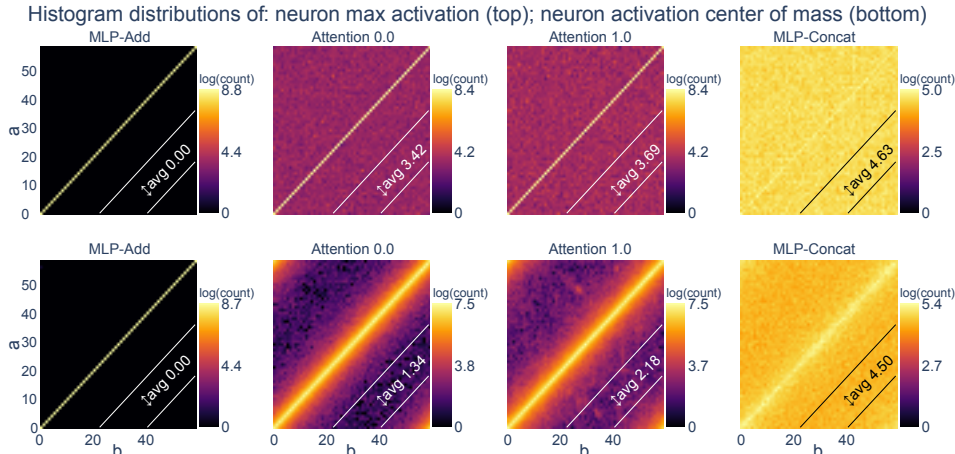 Histogram distributions of: neuron max activation (top); neuron activation center of mass (bottom)
MLP-Add
Attention 0.0
Attention 1.0
MLP-Concat
a
50
40
30
20
10
0
↕avg 0.00
log(count)
8.8
4.4
0
↕avg 3.42
log(count)
8.4
4.2
0
↕avg 3.69
log(count)
8.4
4.2
0
↕avg 4.63
log(count)
5.0
2.5
0
MLP-Add
Attention 0.0
Attention 1.0
MLP-Concat
a
50
40
30
20
10
0
↕avg 0.00
log(count)
8.7
4.4
0
↕avg 1.34
log(count)
7.5
3.8
0
↕avg 2.18
log(count)
7.5
3.7
0
↕avg 4.50
log(count)
5.4
2.7
0
0 20 40
0 20 40
0 20 40
0 20 40
b b b b